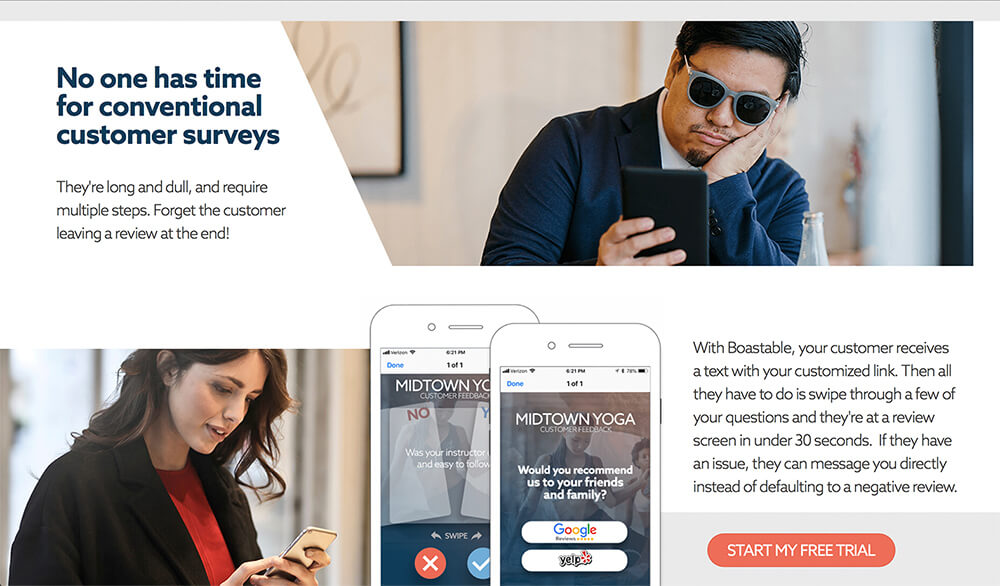 No one has time
for conventional
customer surveys
They're long and dull, and require
multiple steps. Forget the customer
leaving a review at the end!
Verizon 6:21 PM
Done 1 of 1
MIDTOWN YO
CUSTOMER FEEDBACK
NO Y
Was your instructor
and easy to follow
SWIPE
Verizon 6:21 PM 78%
Done 1 of 1
MIDTOWN YOGA
CUSTOMER FEEDBACK
Would you recommend
us to your friends
and family?
Google
Reviews
yelp
With Boastable, your customer receives
a text with your customized link. Then all
they have to do is swipe through a few of
your questions and they're at a review
screen in under 30 seconds. If they have
an issue, they can message you directly
instead of defaulting to a negative review.
START MY FREE TRIAL